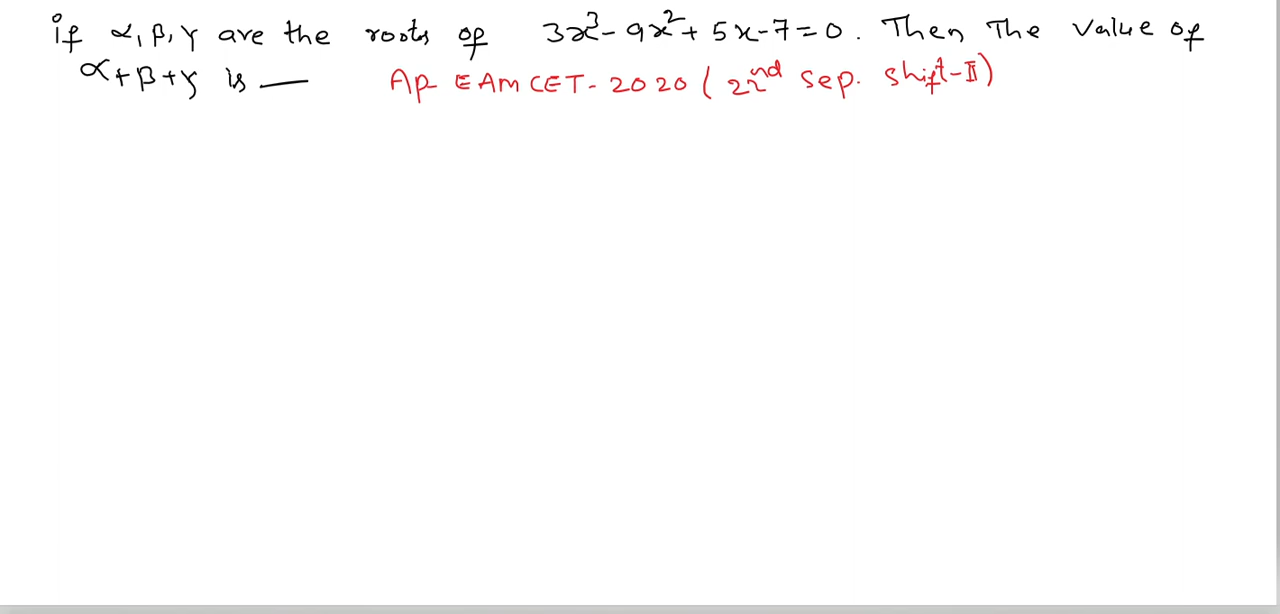 if α, β, γ are the roots of 3x³ - 9x² + 5x - 7 = 0. Then The Value of
α + β + γ is — AP EAMCET - 2020 ( 22nd Sep. Shift-II)